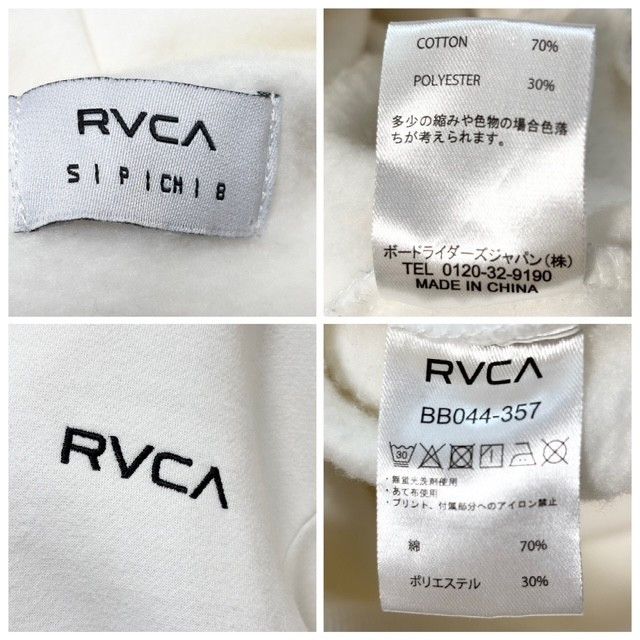 RVCA
S | P | CH | 8
COTTON 70%
POLYESTER 30%
多少の縮みや色物の場合色落
ちが考えられます。
ボードライダーズジャパン(株)
TEL 0120-32-9190
MADE IN CHINA
RVCA
RVCA
BB044-357
30
・無蛍光洗剤使用
・あて布使用
・プリント、付属部分へのアイロン禁止
綿 70%
ポリエステル 30%